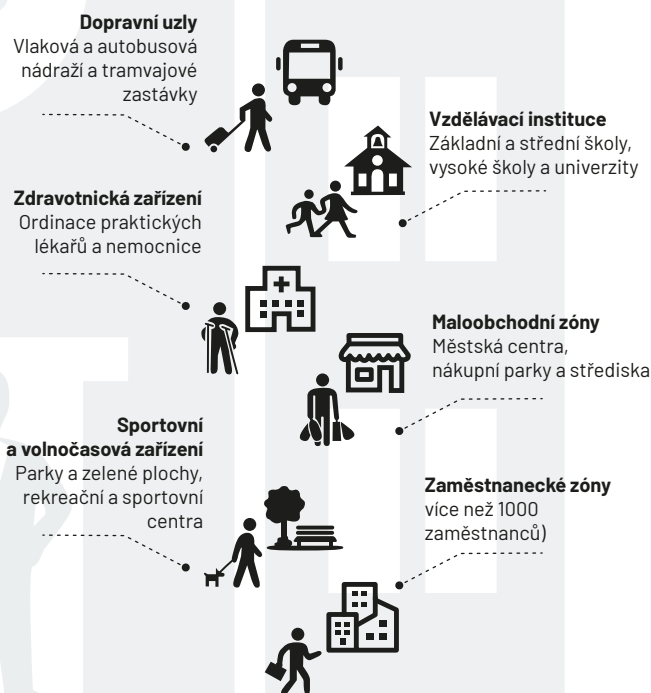 Dopravní uzly
Vlaková a autobusová
nádraží a tramvajové
zastávky
Vzdělávací instituce
Základní a střední školy,
vysoké školy a univerzity
Zdravotnická zařízení
Ordinace praktických
lékařů a nemocnice
Maloobchodní zóny
Městská centra,
nákupní parky a střediska
Sportovní
a volnočasová zařízení
Parky a zelené plochy,
rekreační a sportovní
centra
Zaměstnanecké zóny
více než 1000
zaměstnanců)